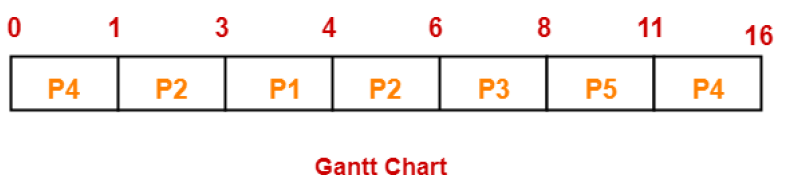 0 1 3 4 6 8 11 16
P4 P2 P1 P2 P3 P5 P4
Gantt Chart